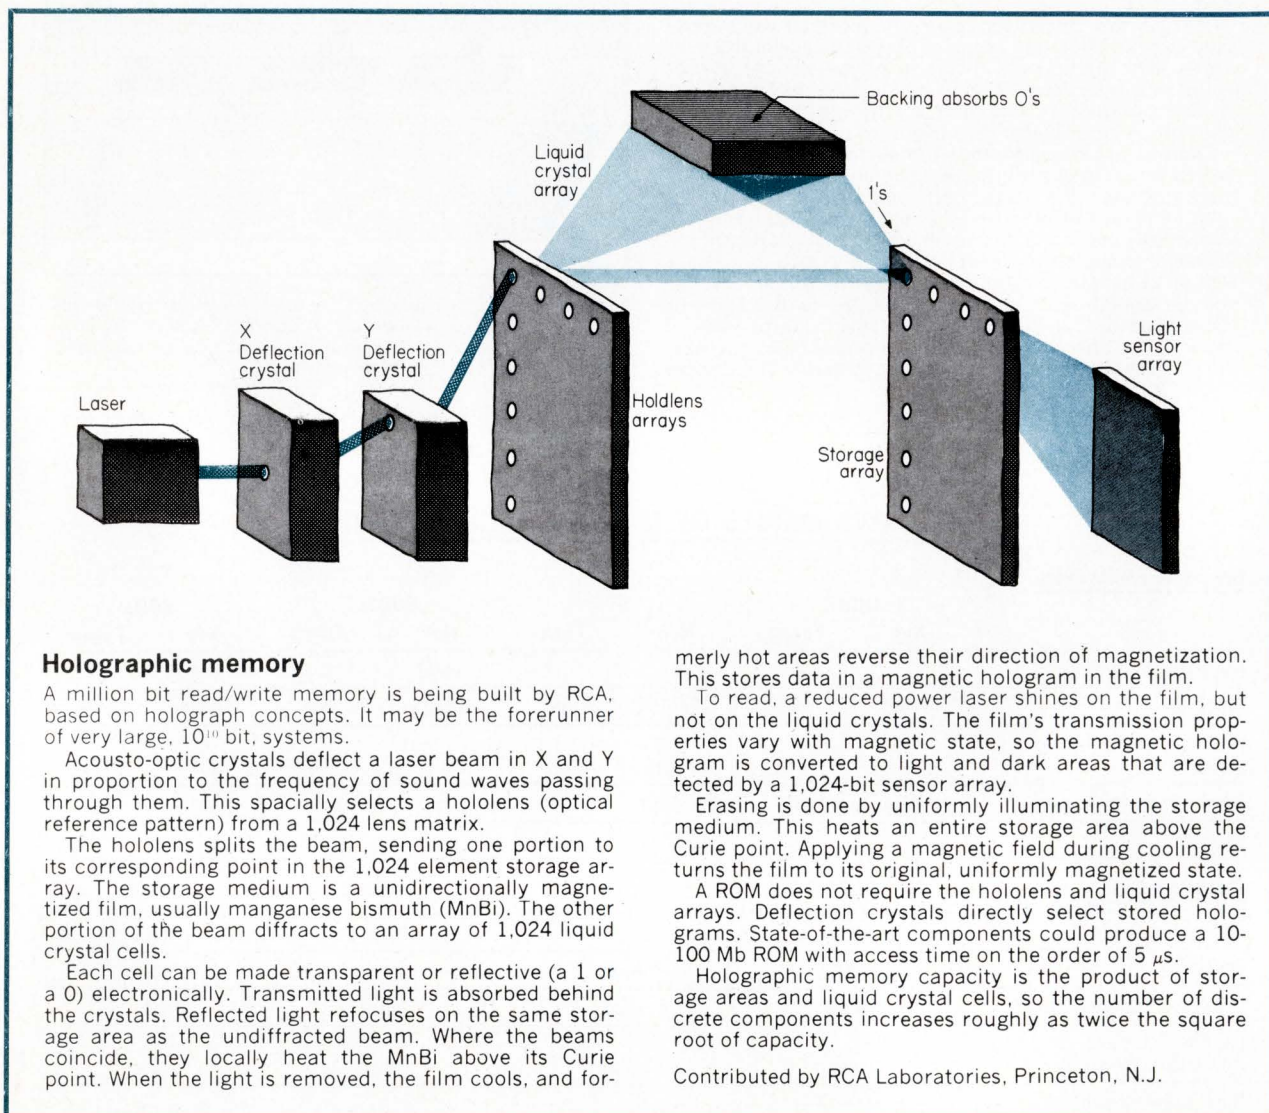 Backing absorbs 0's
Liquid
crystal
array
1's
X
Deflection
crystal
Y
Deflection
crystal
Light
sensor
array
Laser
Holdlens
arrays
Storage
array
Holographic memory
A million bit read/write memory is being built by RCA,
based on holograph concepts. It may be the forerunner
of very large, 10¹⁰ bit, systems.
Acousto-optic crystals deflect a laser beam in X and Y
in proportion to the frequency of sound waves passing
through them. This spacially selects a hololens (optical
reference pattern) from a 1,024 lens matrix.
The hololens splits the beam, sending one portion to
its corresponding point in the 1,024 element storage ar-
ray. The storage medium is a unidirectionally magne-
tized film, usually manganese bismuth (MnBi). The other
portion of the beam diffracts to an array of 1,024 liquid
crystal cells.
Each cell can be made transparent or reflective (a 1 or
a 0) electronically. Transmitted light is absorbed behind
the crystals. Reflected light refocuses on the same stor-
age area as the undiffracted beam. Where the beams
coincide, they locally heat the MnBi above its Curie
point. When the light is removed, the film cools, and for-
merly hot areas reverse their direction of magnetization.
This stores data in a magnetic hologram in the film.
To read, a reduced power laser shines on the film, but
not on the liquid crystals. The film's transmission prop-
erties vary with magnetic state, so the magnetic holo-
gram is converted to light and dark areas that are de-
tected by a 1,024-bit sensor array.
Erasing is done by uniformly illuminating the storage
medium. This heats an entire storage area above the
Curie point. Applying a magnetic field during cooling re-
turns the film to its original, uniformly magnetized state.
A ROM does not require the hololens and liquid crystal
arrays. Deflection crystals directly select stored holo-
grams. State-of-the-art components could produce a 10-
100 Mb ROM with access time on the order of 5 μs.
Holographic memory capacity is the product of stor-
age areas and liquid crystal cells, so the number of dis-
crete components increases roughly as twice the square
root of capacity.
Contributed by RCA Laboratories, Princeton, N.J.